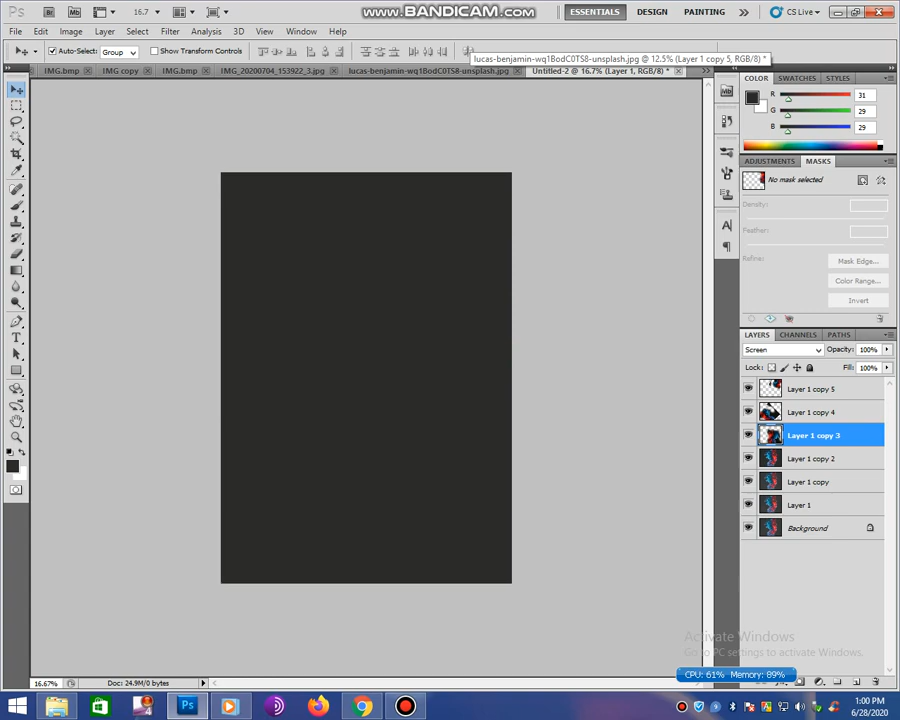 Ps
Br
Mb
16.7
WWW.BANDICAM.COM
ESSENTIALS
DESIGN
PAINTING
CS Live
File Edit Image Layer Select Filter Analysis 3D View Window Help
Auto-Select: Group
Show Transform Controls
lucas-benjamin-wq1BodC0TS8-unsplash.jpg @ 12.5% (Layer 1 copy 5, RGB/8) *
IMG.bmp
IMG copy
IMG.bmp
IMG_20200704_153922_3.jpg
lucas-benjamin-wq1BodC0TS8-unsplash.jpg
Untitled-2 @ 16.7% (Layer 1, RGB/8) *
COLOR SWATCHES STYLES
R 31
G 29
B 29
ADJUSTMENTS MASKS
No mask selected
Density:
Feather:
Refine: Mask Edge...
Color Range...
Invert
LAYERS CHANNELS PATHS
Screen Opacity: 100%
Lock: Fill: 100%
Layer 1 copy 5
Layer 1 copy 4
Layer 1 copy 3
Layer 1 copy 2
Layer 1 copy
Layer 1
Background
Activate Windows
Go to PC settings to activate Windows.
CPU: 61% Memory: 89%
16.67%
Doc: 24.9M/0 bytes
Ps
1:00 PM
6/28/2020